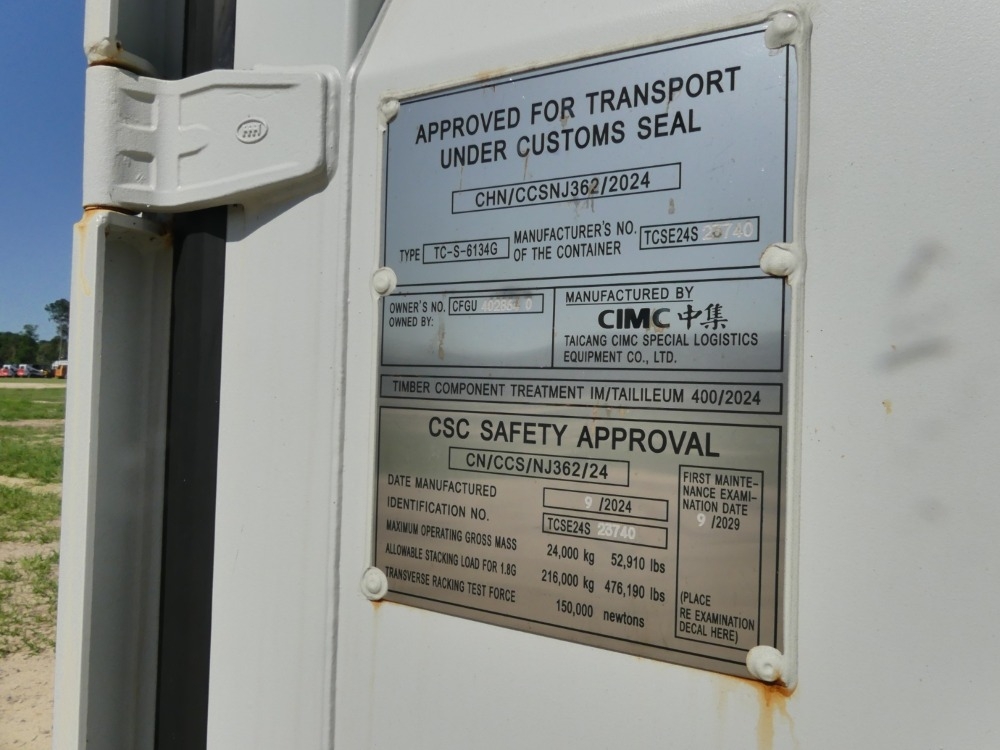 APPROVED FOR TRANSPORT
UNDER CUSTOMS SEAL
CHN/CCSNJ362/2024
TYPE TC-S-6134G MANUFACTURER'S NO. OF THE CONTAINER TCSE24S 23740
OWNER'S NO. CFGU
OWNED BY:
MANUFACTURED BY
CIMC 中集
TAICANG CIMC SPECIAL LOGISTICS
EQUIPMENT CO., LTD.
TIMBER COMPONENT TREATMENT IM/TAILILEUM 400/2024
CSC SAFETY APPROVAL
CN/CCS/NJ362/24
DATE MANUFACTURED 9 /2024
IDENTIFICATION NO. TCSE24S 23740
MAXIMUM OPERATING GROSS MASS 24,000 kg 52,910 lbs
ALLOWABLE STACKING LOAD FOR 1.8G 216,000 kg 476,190 lbs
TRANSVERSE RACKING TEST FORCE 150,000 newtons
FIRST MAINTE-
NANCE EXAMI-
NATION DATE
9 /2029
(PLACE
RE EXAMINATION
DECAL HERE)